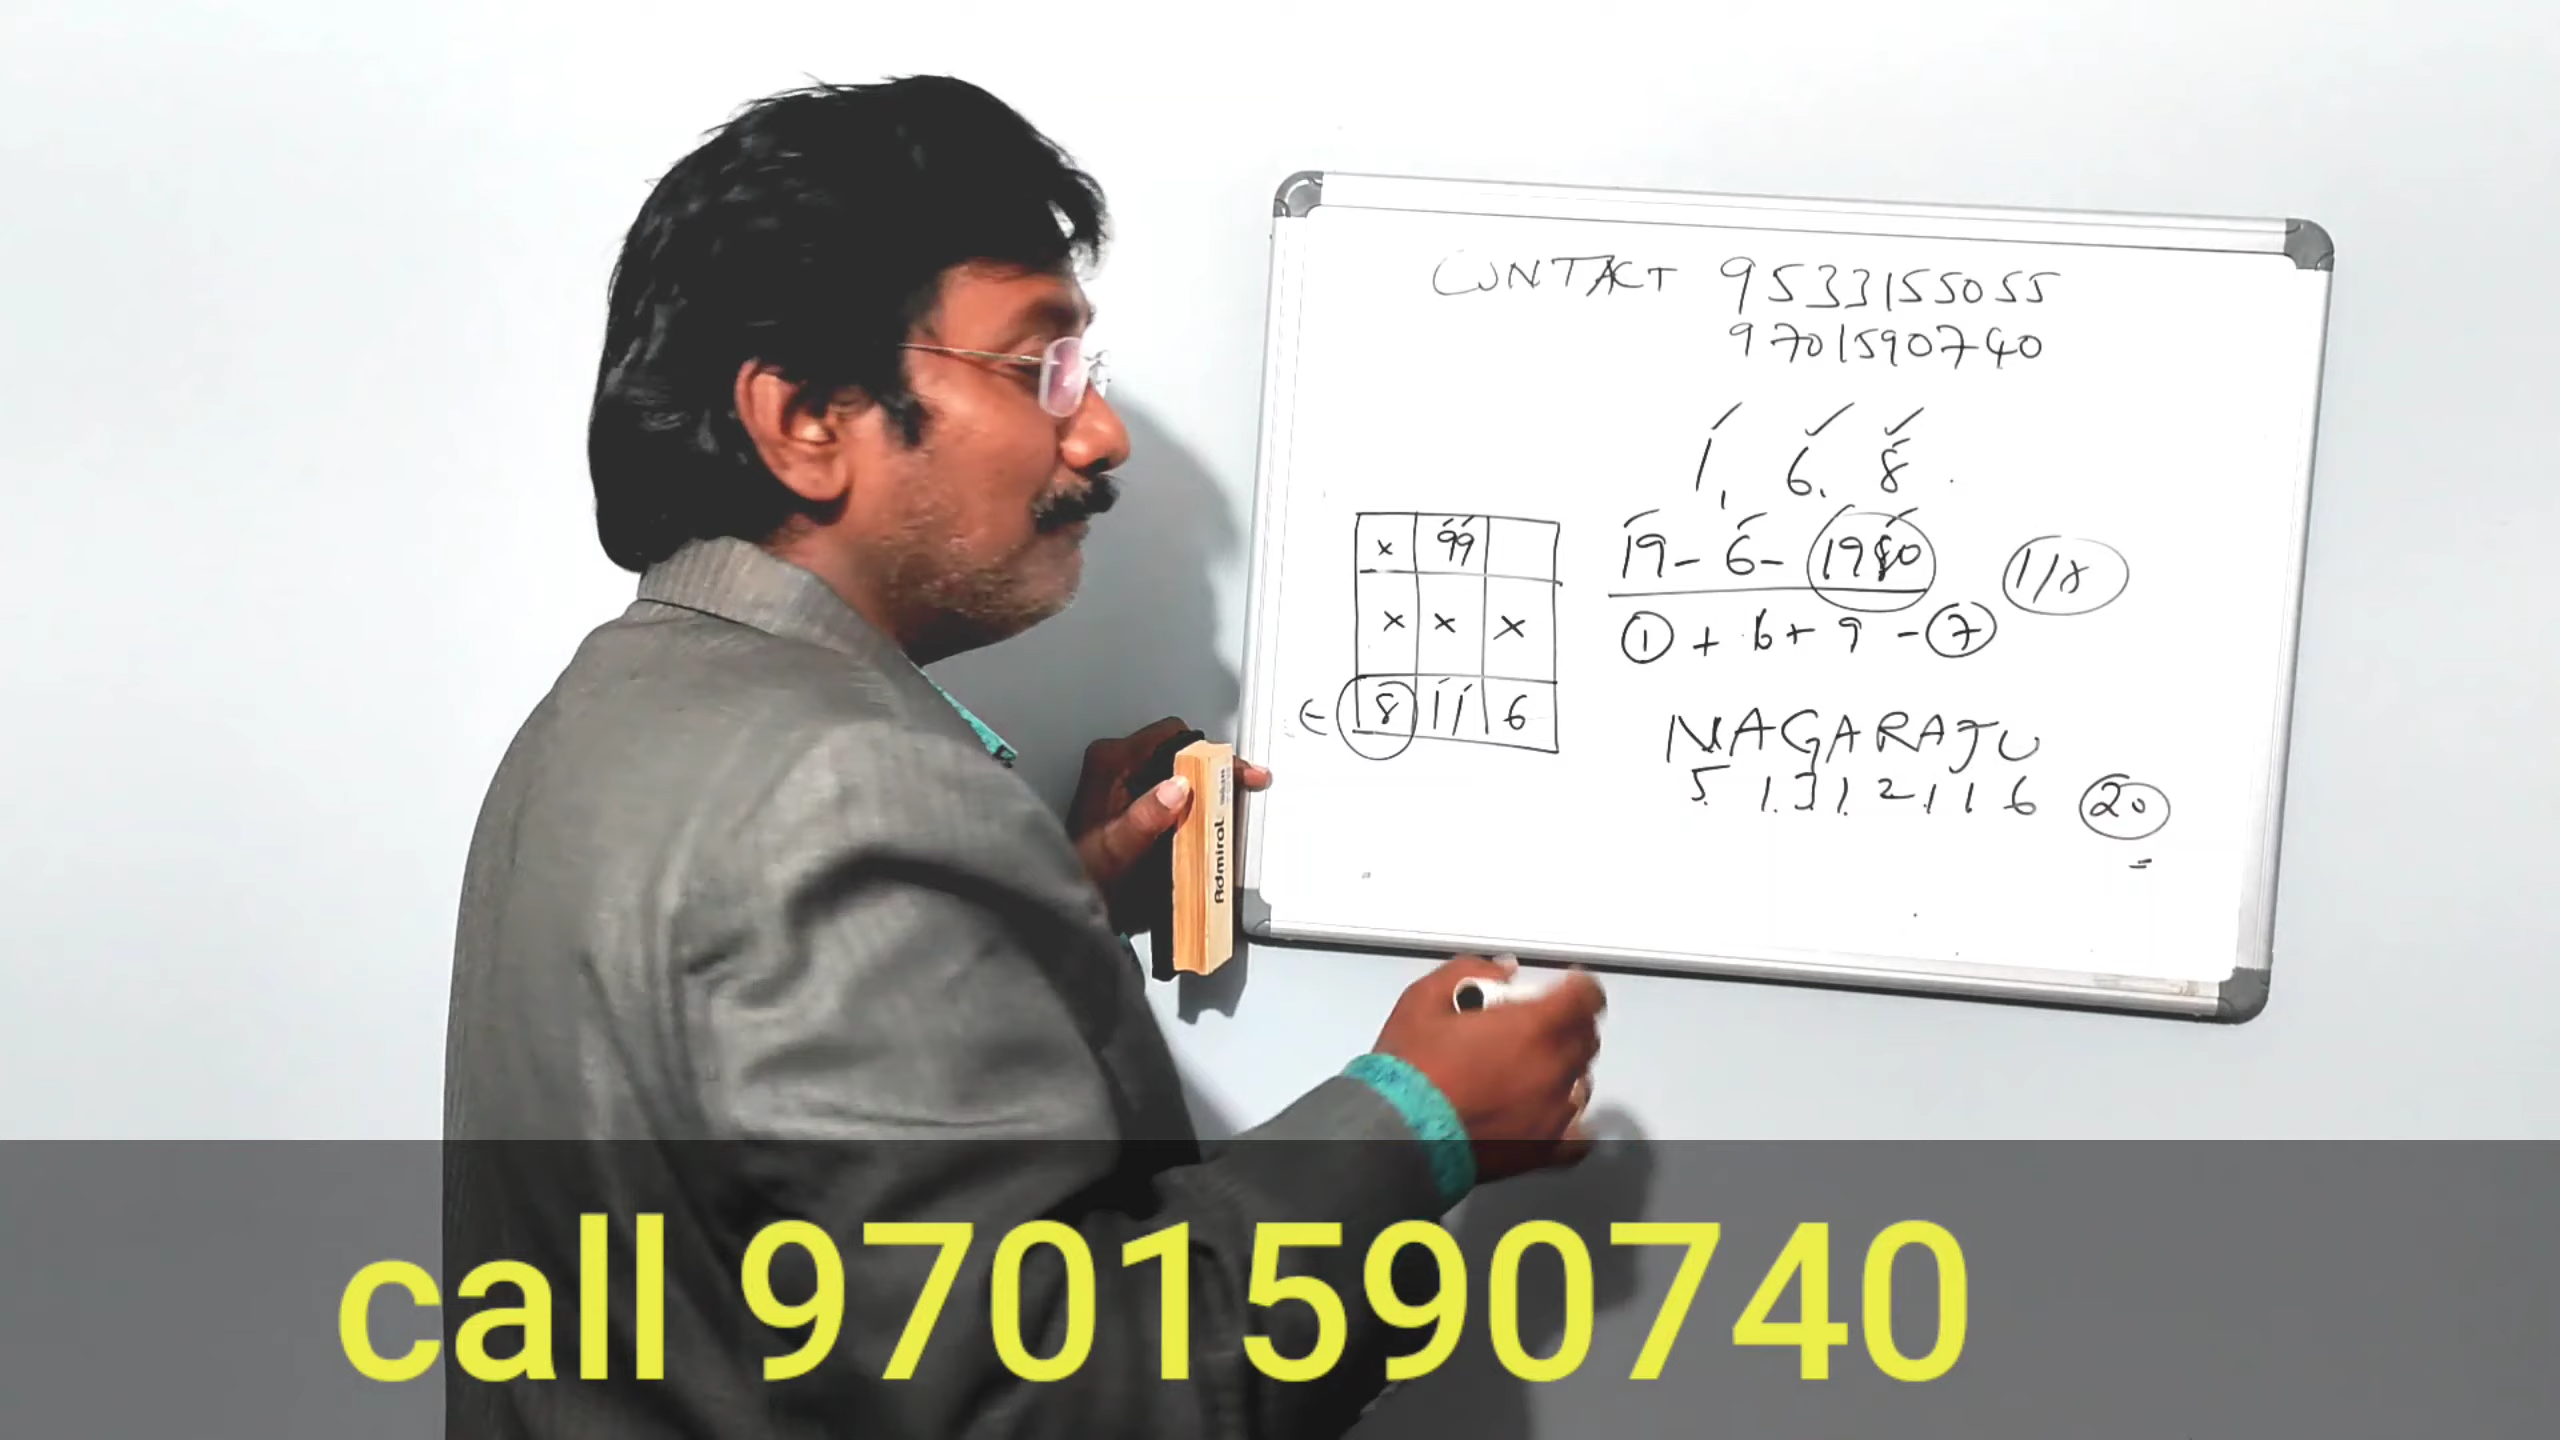 CONTACT 9533155055
9701590740
1, 6. 8
x 99
19-6-1980 1/8
x x x
1 + 6 + 9 - 7
8 11 6
NAGARAJU
5 1 3 1 2 1 1 6 20
=
Admiral
call 9701590740